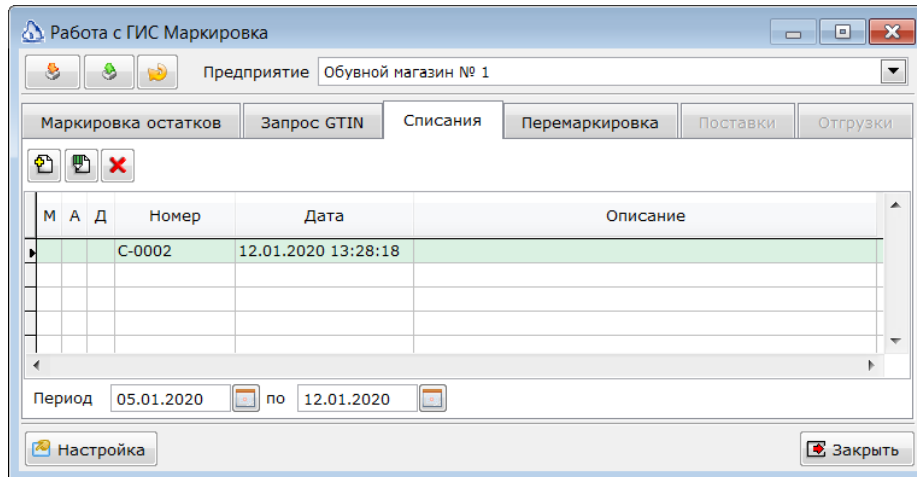 Работа с ГИС Маркировка
Предприятие Обувной магазин № 1
Маркировка остатков Запрос GTIN Списания Перемаркировка Поставки Отгрузки
М А Д Номер Дата Описание
С-0002 12.01.2020 13:28:18
Период 05.01.2020 по 12.01.2020
Настройка Закрыть